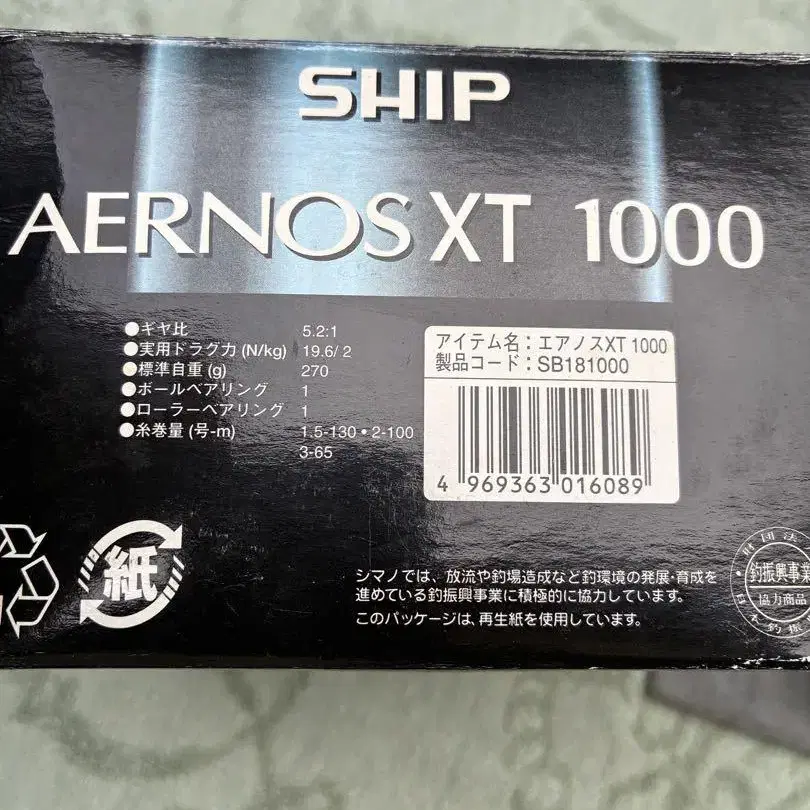 SHIP
AERNOS XT 1000
●ギヤ比 5.2:1
●実用ドラグ力 (N/kg) 19.6/2
●標準自重 (g) 270
●ボールベアリング 1
●ローラーベアリング 1
●糸巻量 (号-m) 1.5-130•2-100
3-65
アイテム名：エアノスXT 1000
製品コード：SB181000
4 969363 016089
紙
シマノでは、放流や釣場造成など釣環境の発展・育成を
進めている釣振興事業に積極的に協力しています。
このパッケージは、再生紙を使用しています。
財団法
釣振興事業
協力商品
日本釣振